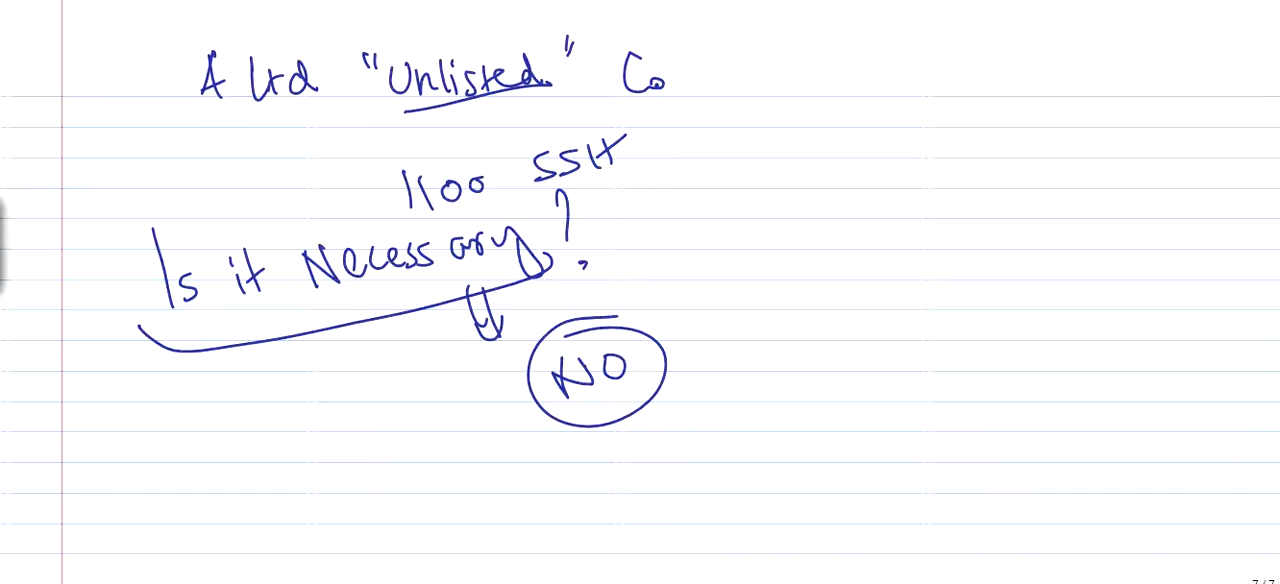 A Ltd "Unlisted" Co
1100 SSH
Is it Necessary?
NO